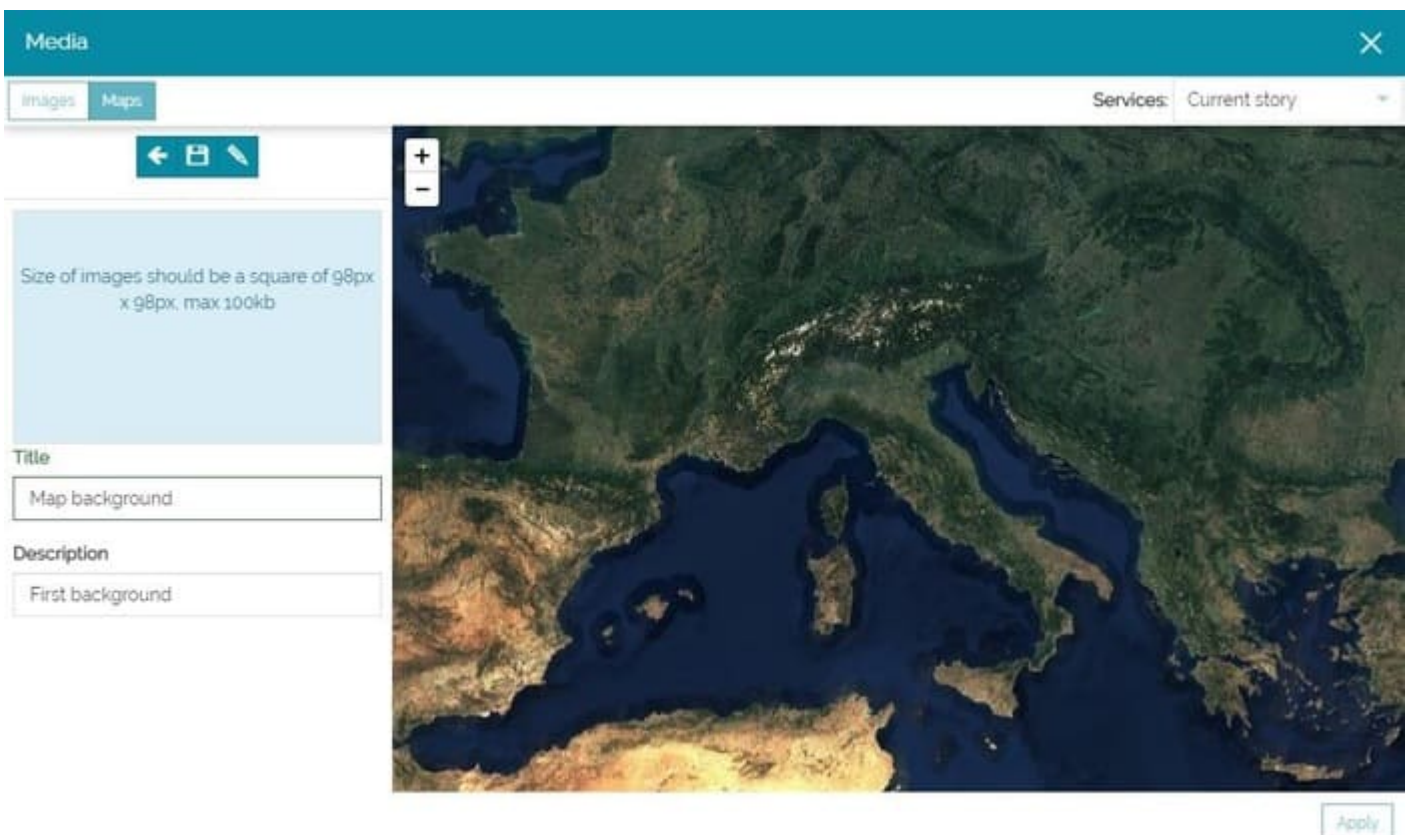 Media
Images Maps
Services: Current story
+
−
Size of images should be a square of 98px
x 98px, max 100kb
Title
Map background
Description
First background
Apply